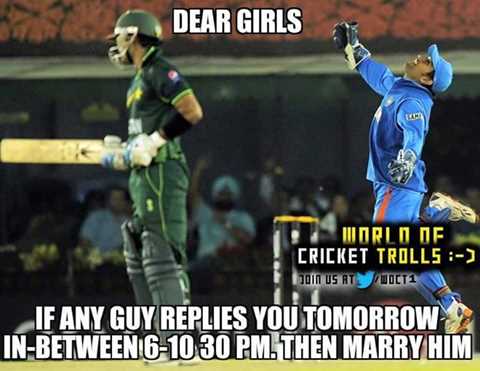 DEAR GIRLS
SAHA
WORLD OF
CRICKET TROLLS :-)
JOIN US AT /WOCT1
IF ANY GUY REPLIES YOU TOMORROW
IN-BETWEEN 6-10 30 PM.THEN MARRY HIM